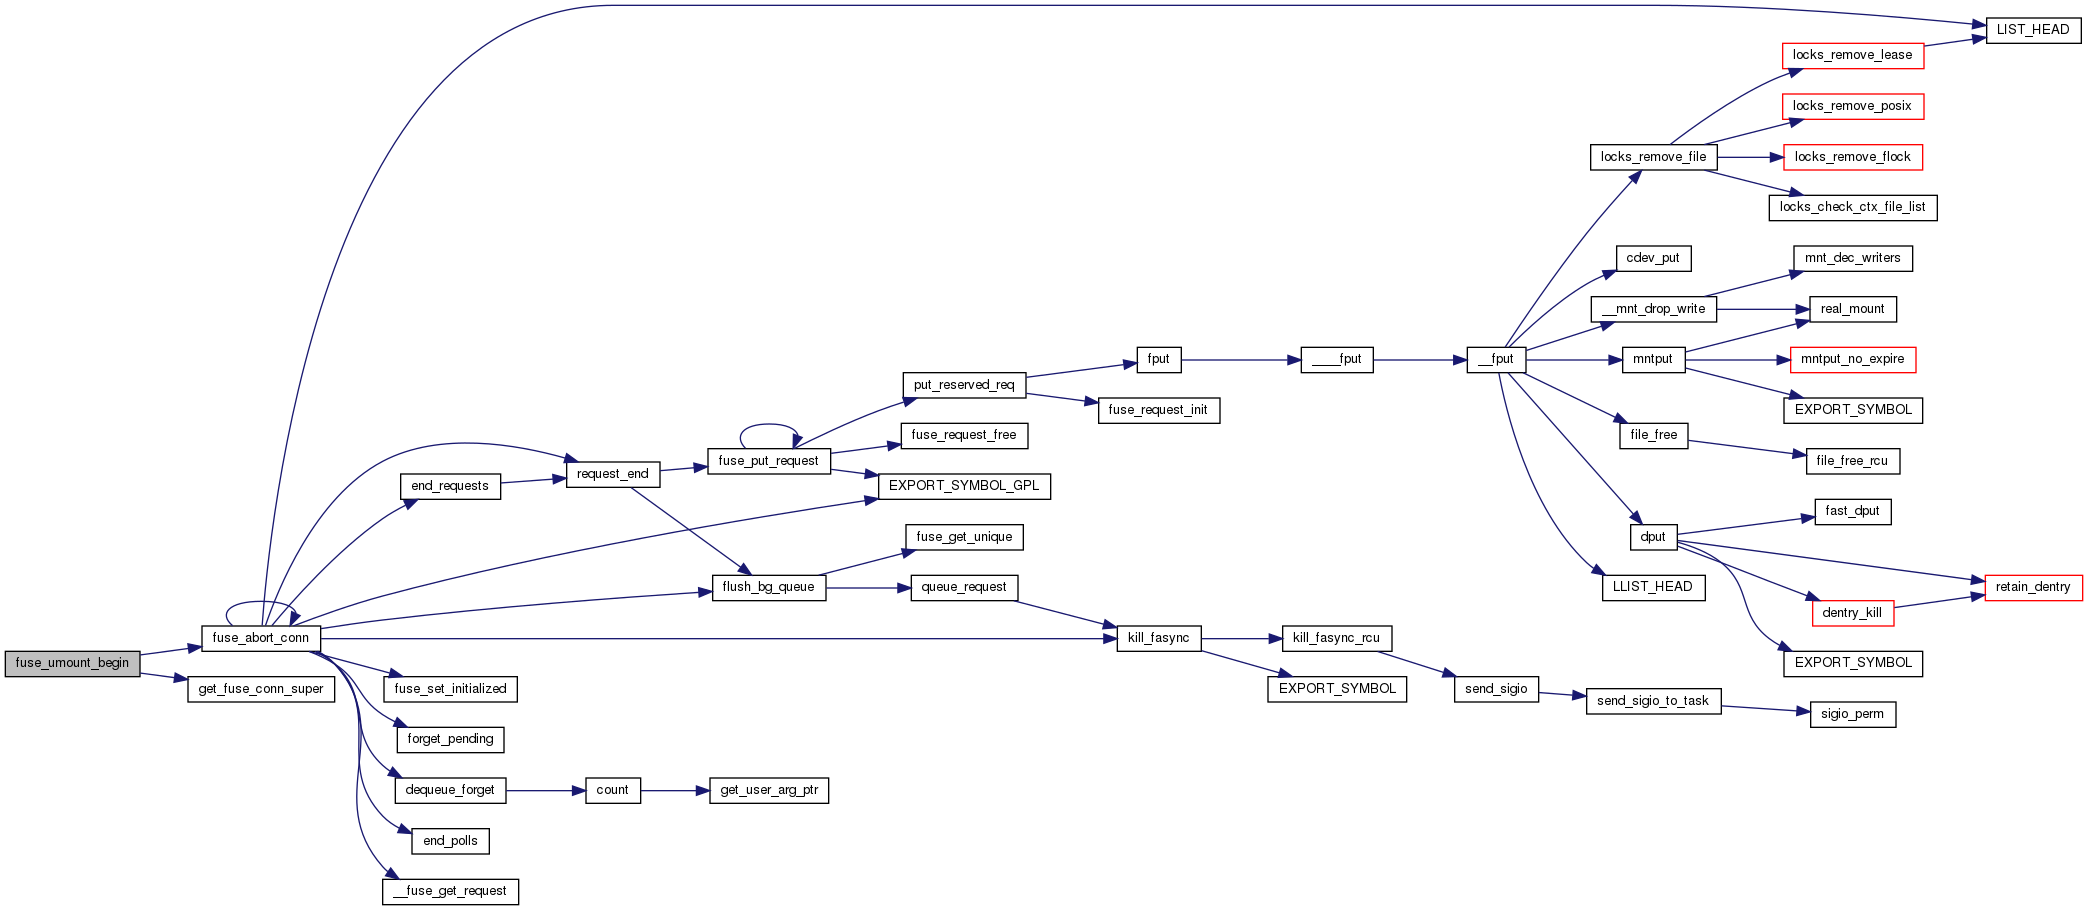 LIST_HEAD
locks_remove_lease
locks_remove_posix
locks_remove_file
locks_remove_flock
locks_check_ctx_file_list
cdev_put
mnt_dec_writers
__mnt_drop_write
real_mount
fput
____fput
__fput
mntput
mntput_no_expire
put_reserved_req
fuse_request_init
EXPORT_SYMBOL
fuse_request_free
file_free
fuse_put_request
file_free_rcu
request_end
end_requests
EXPORT_SYMBOL_GPL
fast_dput
fuse_get_unique
dput
flush_bg_queue
queue_request
LLIST_HEAD
retain_dentry
dentry_kill
fuse_abort_conn
kill_fasync
kill_fasync_rcu
fuse_umount_begin
EXPORT_SYMBOL
get_fuse_conn_super
fuse_set_initialized
EXPORT_SYMBOL
send_sigio
send_sigio_to_task
sigio_perm
forget_pending
dequeue_forget
count
get_user_arg_ptr
end_polls
__fuse_get_request